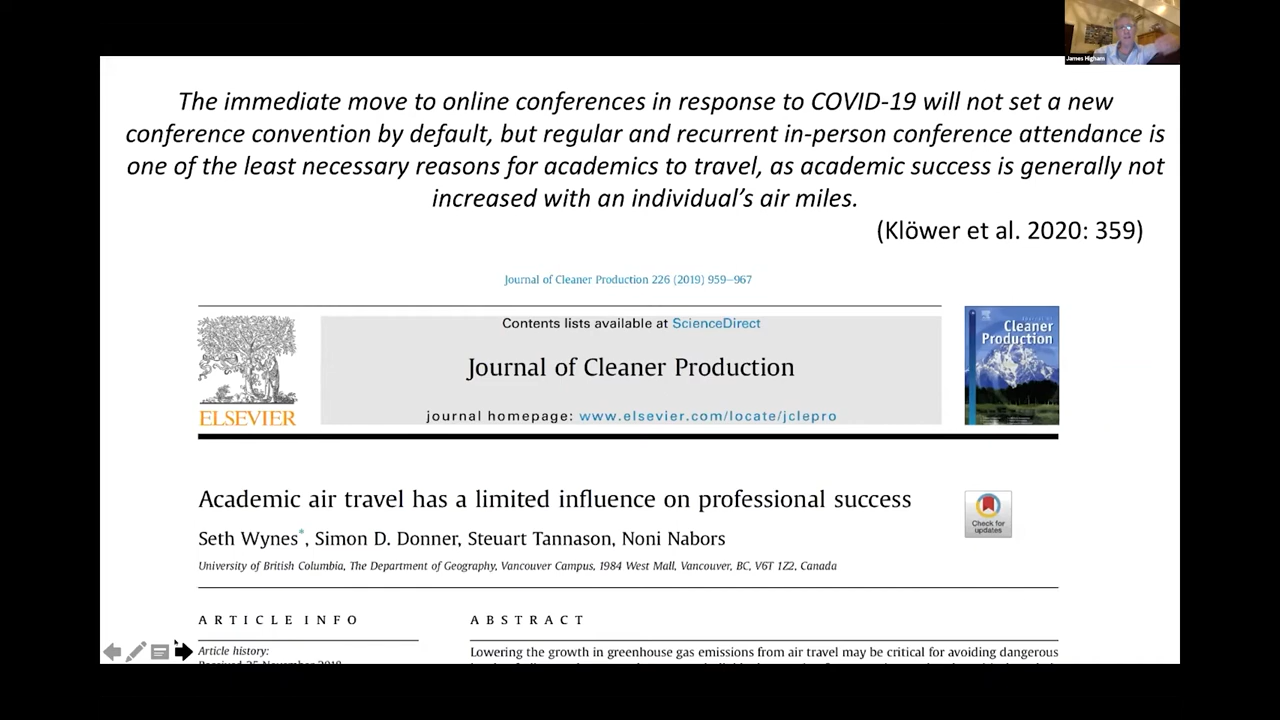 James Higham
The immediate move to online conferences in response to COVID-19 will not set a new
conference convention by default, but regular and recurrent in-person conference attendance is
one of the least necessary reasons for academics to travel, as academic success is generally not
increased with an individual's air miles.
(Klöwer et al. 2020: 359)
Journal of Cleaner Production 226 (2019) 959–967
Contents lists available at ScienceDirect
Journal of Cleaner Production
journal homepage: www.elsevier.com/locate/jclepro
ELSEVIER
Cleaner
Production
Academic air travel has a limited influence on professional success
Check for
updates
Seth Wynes*, Simon D. Donner, Steuart Tannason, Noni Nabors
University of British Columbia, The Department of Geography, Vancouver Campus, 1984 West Mall, Vancouver, BC, V6T 1Z2, Canada
ARTICLE INFO
ABSTRACT
Article history:
Lowering the growth in greenhouse gas emissions from air travel may be critical for avoiding dangerous